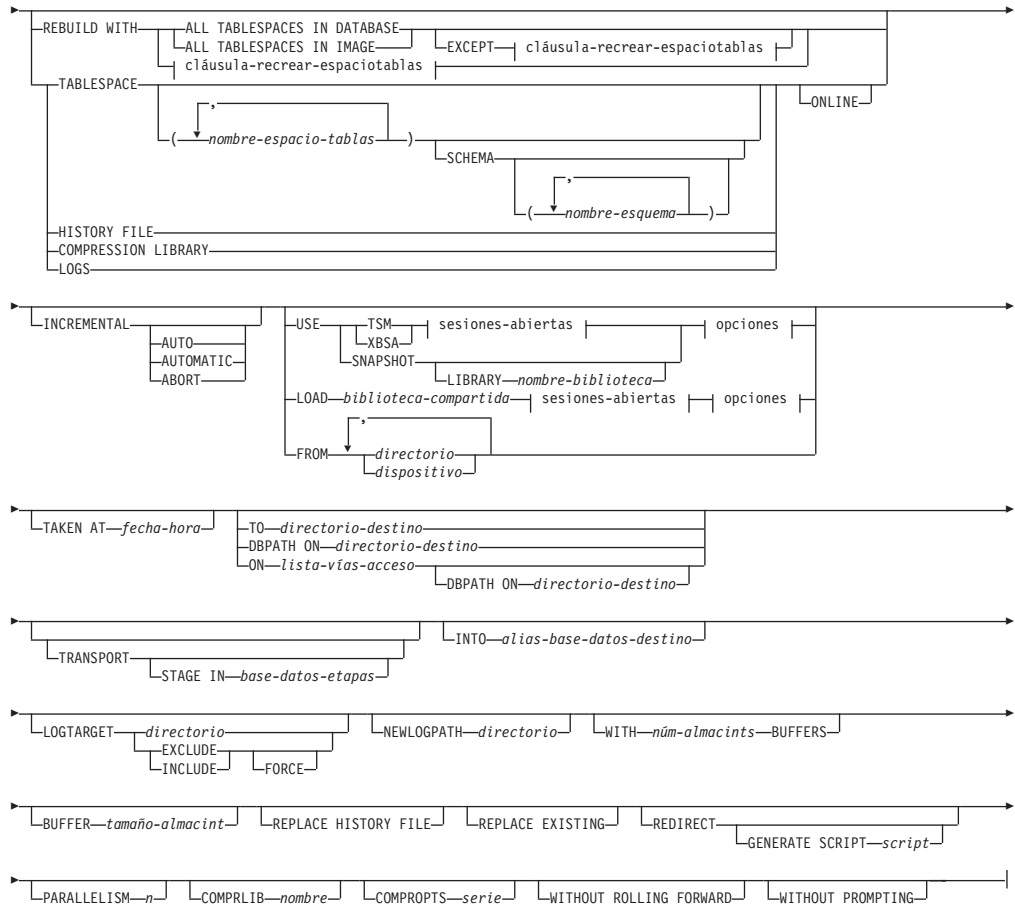 REBUILD WITH ALL TABLESPACES IN DATABASE
ALL TABLESPACES IN IMAGE EXCEPT cláusula-recrear-espaciotablas
cláusula-recrear-espaciotablas
TABLESPACE
, ONLINE
( nombre-espacio-tablas )
SCHEMA
,
( nombre-esquema )
HISTORY FILE
COMPRESSION LIBRARY
LOGS
INCREMENTAL USE TSM sesiones-abiertas opciones
AUTO XBSA
AUTOMATIC SNAPSHOT
ABORT LIBRARY nombre-biblioteca
LOAD biblioteca-compartida sesiones-abiertas opciones
,
FROM directorio
dispositivo
TAKEN AT fecha-hora TO directorio-destino
DBPATH ON directorio-destino
ON lista-vías-acceso
DBPATH ON directorio-destino
INTO alias-base-datos-destino
TRANSPORT
STAGE IN base-datos-etapas
LOGTARGET directorio NEWLOGPATH directorio WITH núm-almacints BUFFERS
EXCLUDE
INCLUDE FORCE
BUFFER tamaño-almacint REPLACE HISTORY FILE REPLACE EXISTING REDIRECT
GENERATE SCRIPT script
PARALLELISM n COMPRLIB nombre COMPROPTS serie WITHOUT ROLLING FORWARD WITHOUT PROMPTING